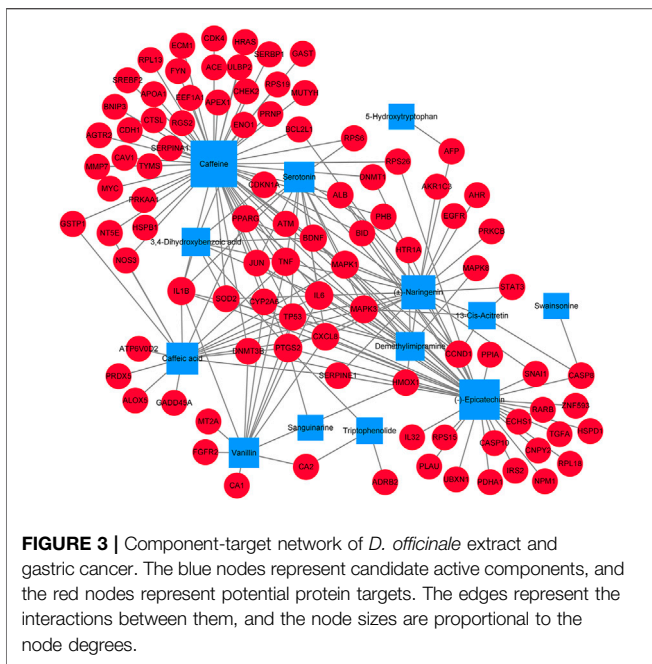 ECM1 CDK4 HRAS
RPL13 SERBP1
FYN ACE ULBP2 CAST
SREBF2
APOA1 EEF1A1 CHEK2 RPS19
BNIP3 APEX1 MUTYH
CTSL PRNP 5-Hydroxytryptophan
AGTR2 CDH1 RGS2 ENO1 BCL2L1
SERPINA1 RPS6
MMP7 CAV1 TYMS Caffeine Serotonin RPS26 AFP
MYC CDKN1A DNMT1 AKR1C3 AHR
PRKAA1 ALB EGFR
GSTP1 HSPB1 PPARG ATM PHB PRKCB
NT5E 3,4-Dihydroxybenzoic acid BDNF BID HTR1A
NOS3 JUN TNF MAPK1 MAPK8
STAT3
IL1B SOD2 IL6 (±)-Naringenin
CYP2A6 MAPK3 13-Cis-Acitretin Swainsonine
TP53
CXCL8 Demethylimipramine
ATP6V0D2 Caffeic acid DNMT3B PTGS2 CCND1 PPIA
PRDX5 SERPINE1 SNAI1 CASP8
HMOX1
ALOX5 GADD45A (-)-Epicatechin RARB ZNF593
MT2A Sanguinarine Triptophenolide ECHS1 TGFA HSPD1
FGFR2 Vanillin IL32 RPS15 CASP10 CNPY2
CA2 PLAU IRS2 RPL18
CA1 ADRB2 UBXN1 PDHA1 NPM1
FIGURE 3 | Component-target network of D. officinale extract and
gastric cancer. The blue nodes represent candidate active components, and
the red nodes represent potential protein targets. The edges represent the
interactions between them, and the node sizes are proportional to the
node degrees.